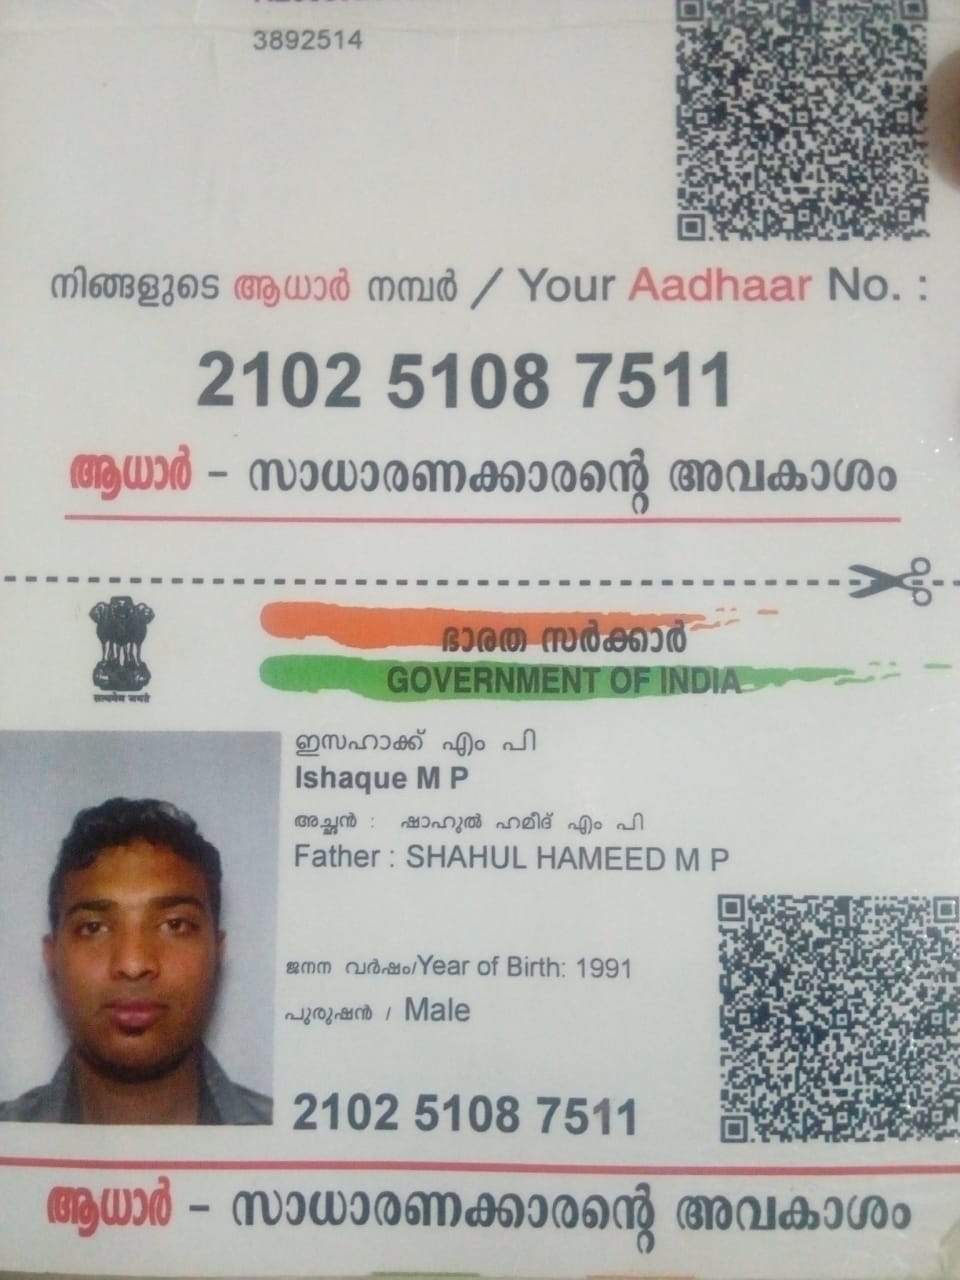 3892514
നിങ്ങളുടെ ആധാർ നമ്പർ / Your Aadhaar No. :
2102 5108 7511
ആധാർ – സാധാരണക്കാരന്റെ അവകാശം
ഭാരത സർക്കാർ
GOVERNMENT OF INDIA
सत्यमेव जयते
ഇസഹാക്ക് എം പി
Ishaque M P
അച്ഛൻ : ഷാഹുൽ ഹമീദ് എം പി
Father : SHAHUL HAMEED M P
ജനന വർഷം/Year of Birth: 1991
പുരുഷൻ / Male
2102 5108 7511
ആധാർ – സാധാരണക്കാരന്റെ അവകാശം